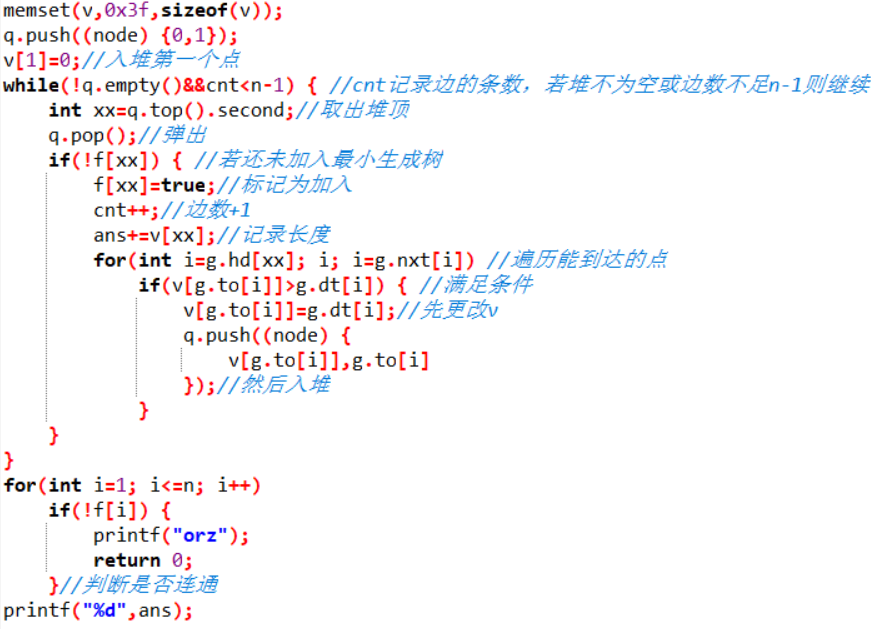 memset(v,0x3f,sizeof(v));
q.push((node) {0,1});
v[1]=0;//入堆第一个点
while(!q.empty()&&cnt<n-1) { //cnt记录边的条数，若堆不为空或边数不足n-1则继续
int xx=q.top().second;//取出堆顶
q.pop();//弹出
if(!f[xx]) { //若还未加入最小生成树
f[xx]=true;//标记为加入
cnt++;//边数+1
ans+=v[xx];//记录长度
for(int i=g.hd[xx]; i; i=g.nxt[i]) //遍历能到达的点
if(v[g.to[i]]>g.dt[i]) { //满足条件
v[g.to[i]]=g.dt[i];//先更改v
q.push((node) {
v[g.to[i]],g.to[i]
});//然后入堆
}
}
}
for(int i=1; i<=n; i++)
if(!f[i]) {
printf("orz");
return 0;
}//判断是否连通
printf("%d",ans);